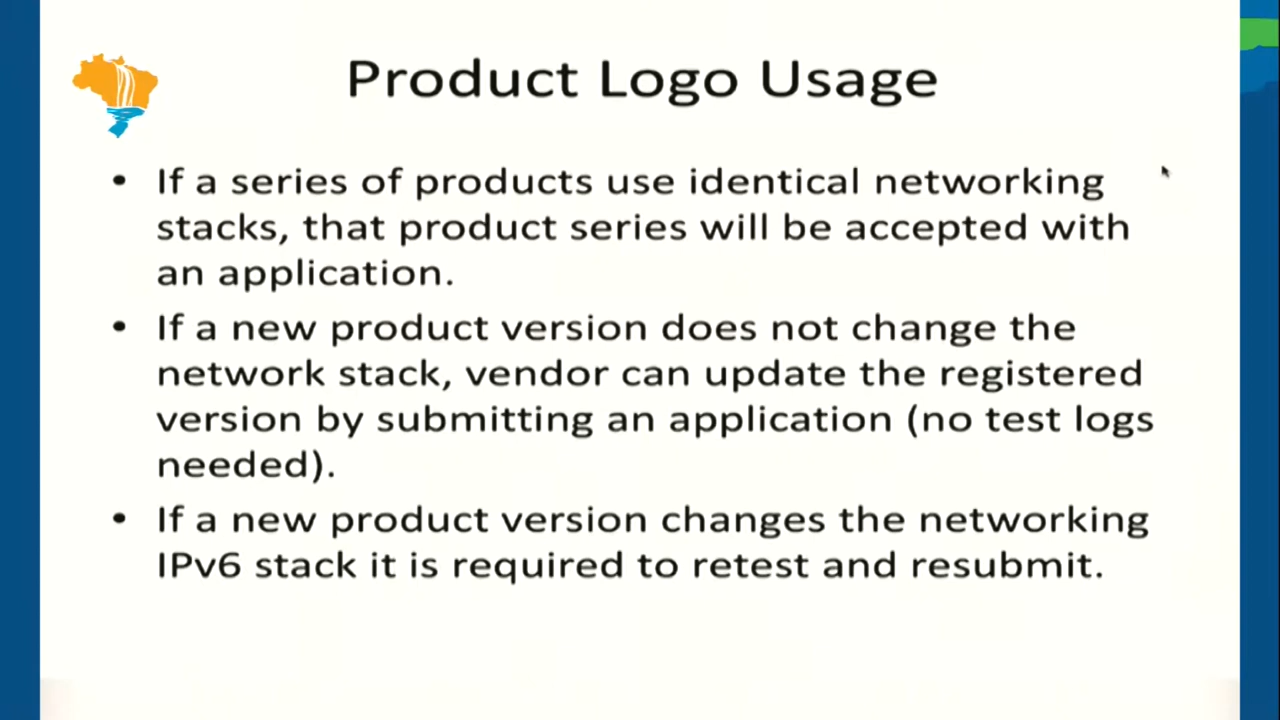 Product Logo Usage
• If a series of products use identical networking
stacks, that product series will be accepted with
an application.
• If a new product version does not change the
network stack, vendor can update the registered
version by submitting an application (no test logs
needed).
• If a new product version changes the networking
IPv6 stack it is required to retest and resubmit.